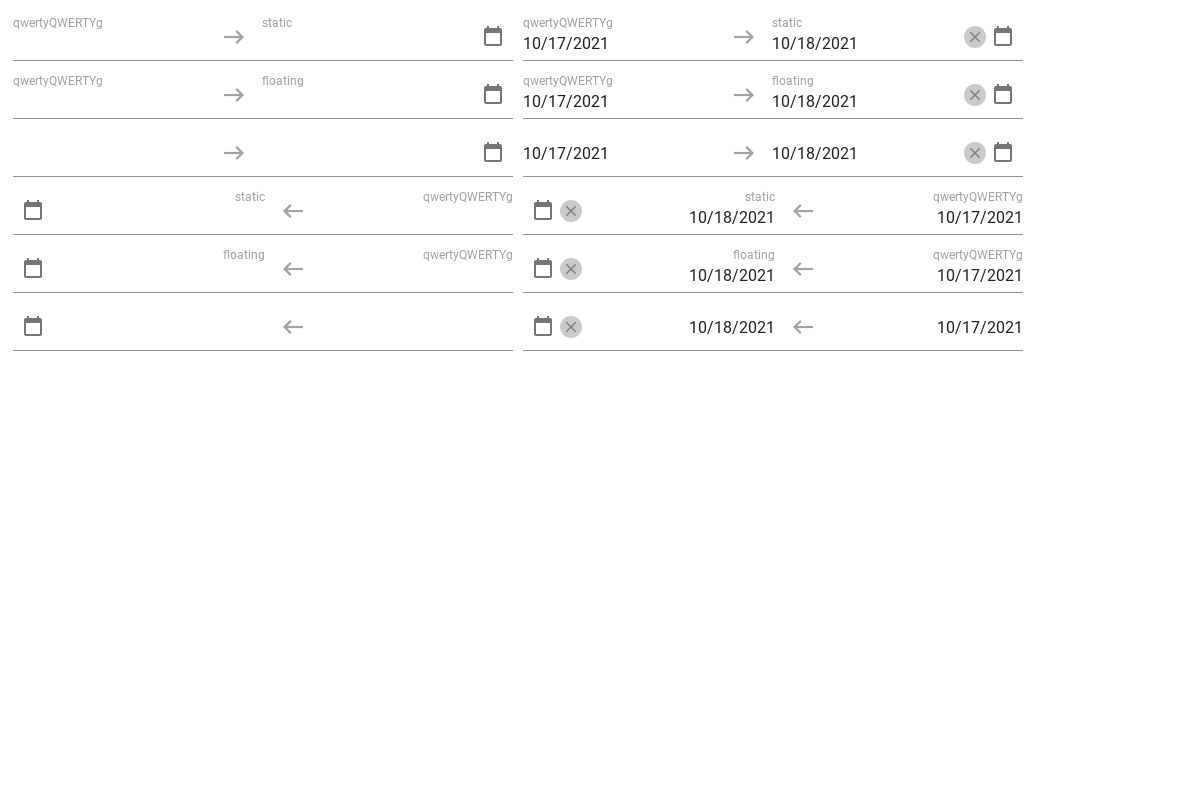 qwertyQWERTYg static qwertyQWERTYg static
10/17/2021 10/18/2021
qwertyQWERTYg floating qwertyQWERTYg floating
10/17/2021 10/18/2021
10/17/2021 10/18/2021
static qwertyQWERTYg static qwertyQWERTYg
10/18/2021 10/17/2021
floating qwertyQWERTYg floating qwertyQWERTYg
10/18/2021 10/17/2021
10/18/2021 10/17/2021